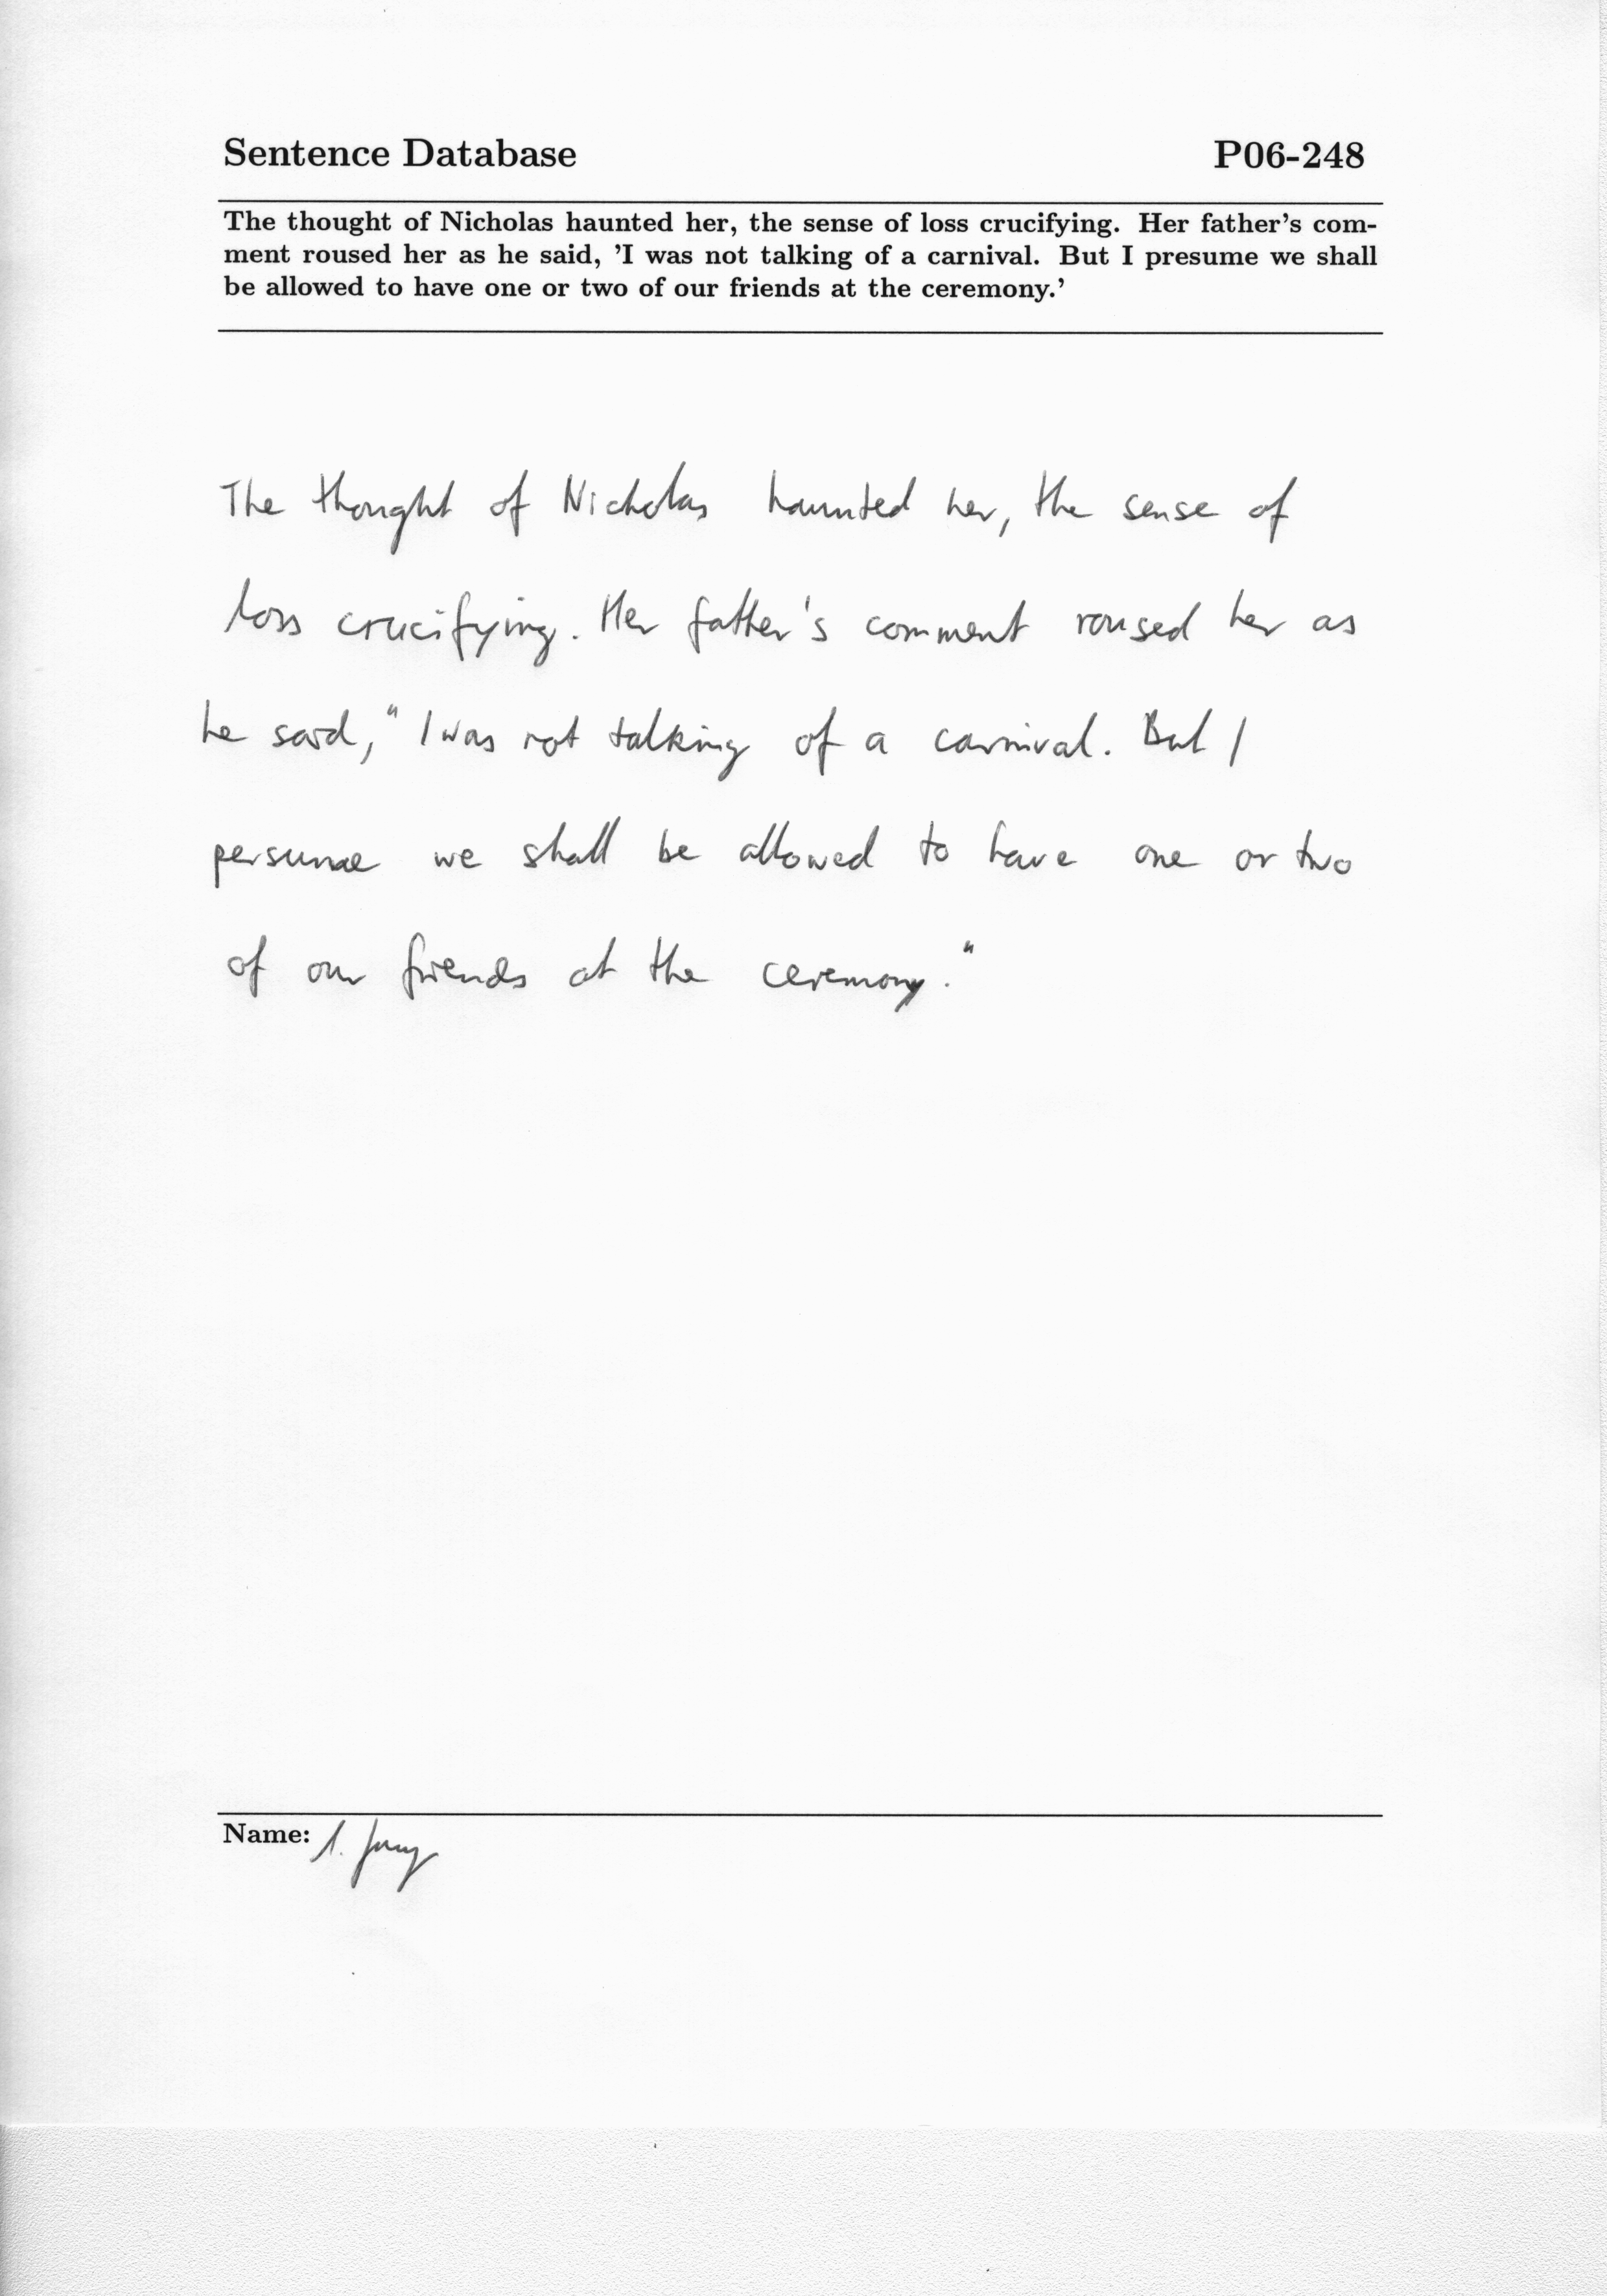 Sentence Database P06-248
The thought of Nicholas haunted her, the sense of loss crucifying. Her father's com-
ment roused her as he said, 'I was not talking of a carnival. But I presume we shall
be allowed to have one or two of our friends at the ceremony.'
The thought of Nicholas haunted her, the sense of
loss crucifying. Her father's comment roused her as
he said, "I was not talking of a carnival. But I
persume we shall be allowed to have one or two
of our friends at the ceremony."
Name: